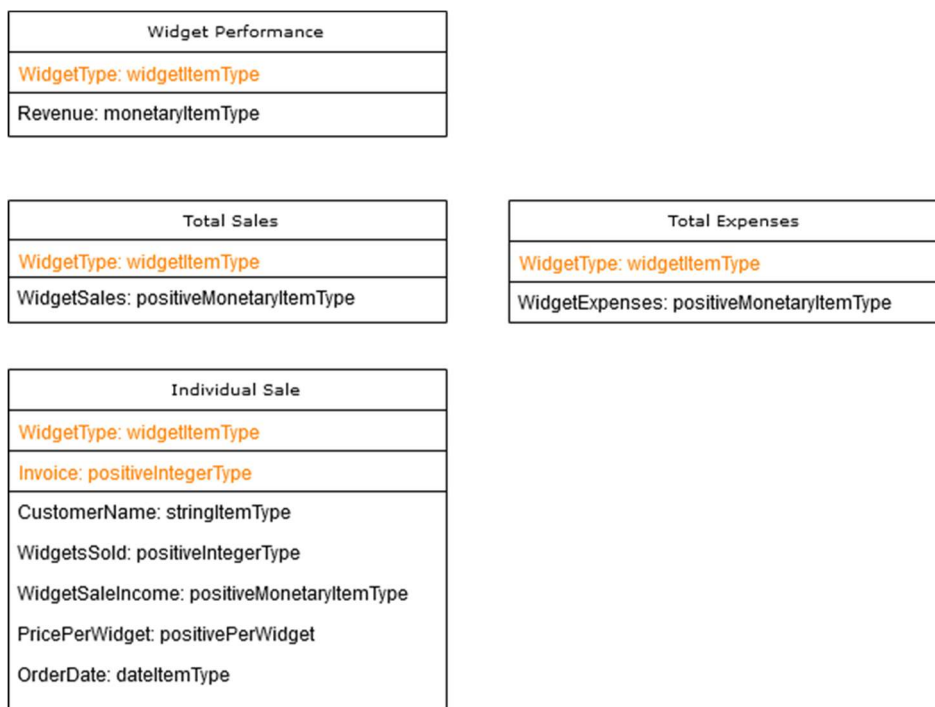 Widget Performance
WidgetType: widgetItemType
Revenue: monetaryItemType
Total Sales
WidgetType: widgetItemType
WidgetSales: positiveMonetaryItemType
Total Expenses
WidgetType: widgetItemType
WidgetExpenses: positiveMonetaryItemType
Individual Sale
WidgetType: widgetItemType
Invoice: positiveIntegerType
CustomerName: stringItemType
WidgetsSold: positiveIntegerType
WidgetSaleIncome: positiveMonetaryItemType
PricePerWidget: positivePerWidget
OrderDate: dateItemType